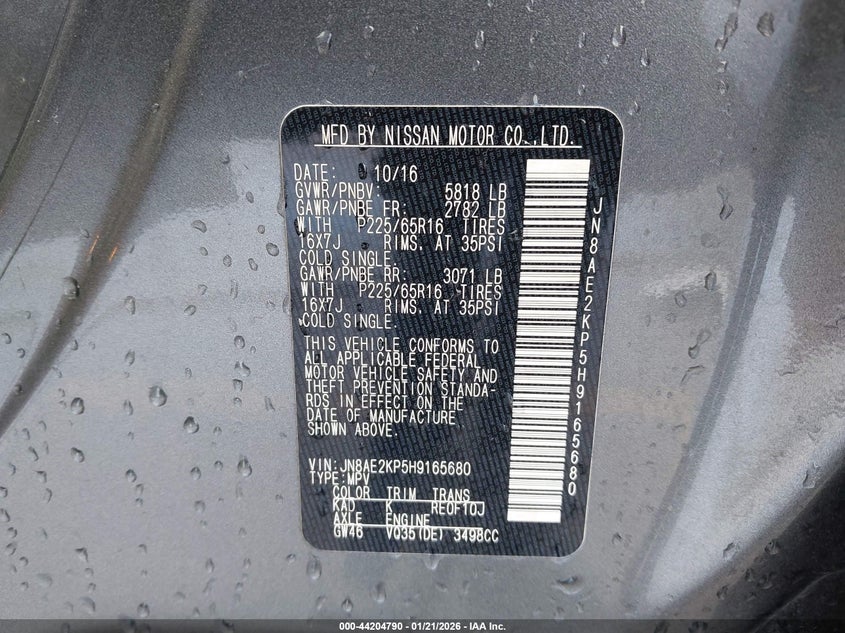 MFD BY NISSAN MOTOR CO.,LTD.
DATE: 10/16
GVWR/PNBV: 5818 LB
GAWR/PNBE FR: 2782 LB
WITH P225/65R16 TIRES
16X7J RIMS, AT 35PSI
COLD SINGLE.
GAWR/PNBE RR: 3071 LB
WITH P225/65R16 TIRES
16X7J RIMS, AT 35PSI
COLD SINGLE.
THIS VEHICLE CONFORMS TO
ALL APPLICABLE FEDERAL
MOTOR VEHICLE SAFETY AND
THEFT PREVENTION STANDA-
RDS IN EFFECT ON THE
DATE OF MANUFACTURE
SHOWN ABOVE.
VIN:JN8AE2KP5H9165680
TYPE:MPV
COLOR TRIM TRANS
KAD K RE0F10J
AXLE ENGINE
GW46 VQ35(DE) 3498CC
JN8AE2KP5H9165680
000-44204790 - 01/21/2026 - IAA Inc.